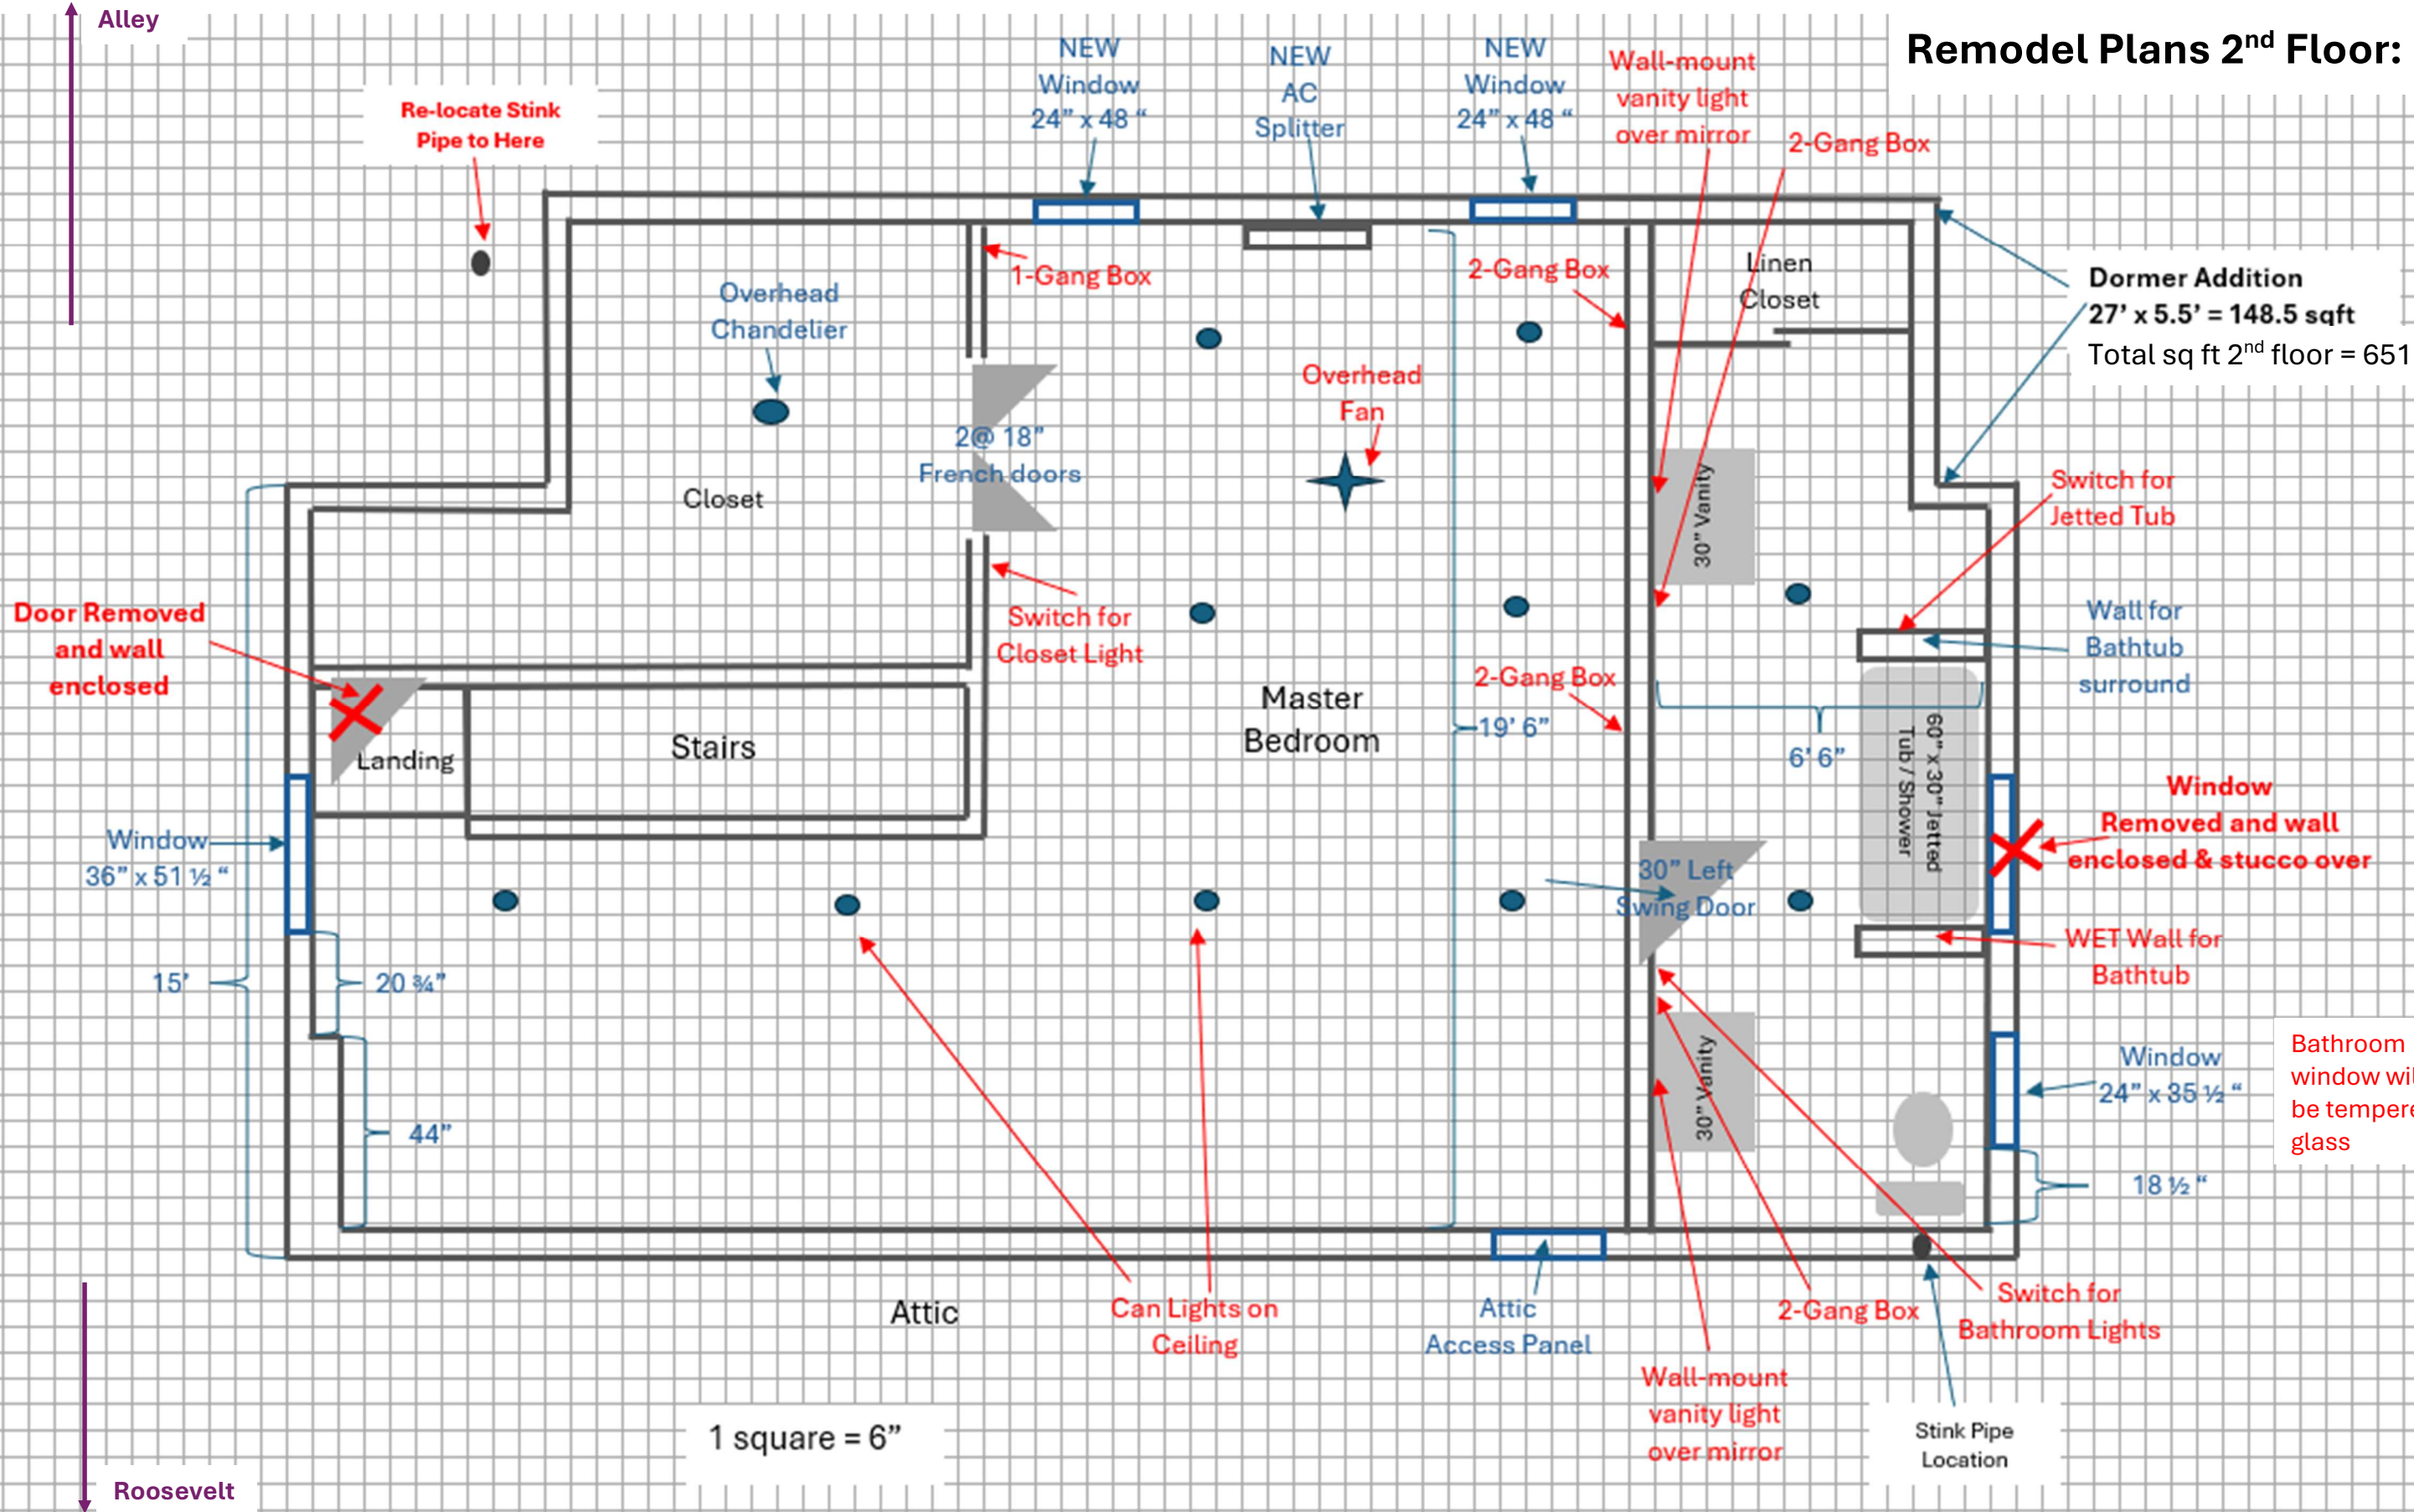 Alley
Remodel Plans 2nd Floor:
Re-locate Stink
Pipe to Here
NEW
Window
24” x 48 “
NEW
AC
Splitter
NEW
Window
24” x 48 “
Wall-mount
vanity light
over mirror
2-Gang Box
1-Gang Box
2-Gang Box
Linen
Closet
Dormer Addition
27’ x 5.5’ = 148.5 sqft
Total sq ft 2nd floor = 651
Overhead
Chandelier
Overhead
Fan
2@ 18”
French doors
Closet
30” Vanity
Switch for
Jetted Tub
Door Removed
and wall
enclosed
Switch for
Closet Light
Wall for
Bathtub
surround
2-Gang Box
Master
Bedroom
19’ 6”
6’ 6”
Landing
Stairs
60” x 30” Jetted
Tub / Shower
Window
Removed and wall
enclosed & stucco over
Window
36” x 51 ½ “
30” Left
Swing Door
15’
20 ¾”
WET Wall for
Bathtub
44”
30” Vanity
Window
24” x 35 ½ “
Bathroom
window wil
be tempere
glass
18 ½ “
Attic
Can Lights on
Ceiling
Attic
Access Panel
2-Gang Box
Switch for
Bathroom Lights
Wall-mount
vanity light
over mirror
Stink Pipe
Location
1 square = 6”
Roosevelt